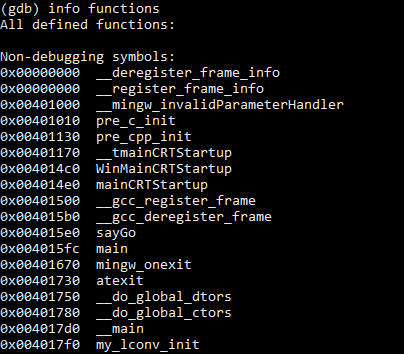 (gdb) info functions
All defined functions:
Non-debugging symbols:
0x00000000 __deregister_frame_info
0x00000000 __register_frame_info
0x00401000 __mingw_invalidParameterHandler
0x00401010 pre_c_init
0x00401130 pre_cpp_init
0x00401170 __tmainCRTStartup
0x004014c0 WinMainCRTStartup
0x004014e0 mainCRTStartup
0x00401500 __gcc_register_frame
0x004015b0 __gcc_deregister_frame
0x004015e0 sayGo
0x004015fc main
0x00401670 mingw_onexit
0x00401730 atexit
0x00401750 __do_global_dtors
0x00401780 __do_global_ctors
0x004017d0 __main
0x004017f0 my_lconv_init